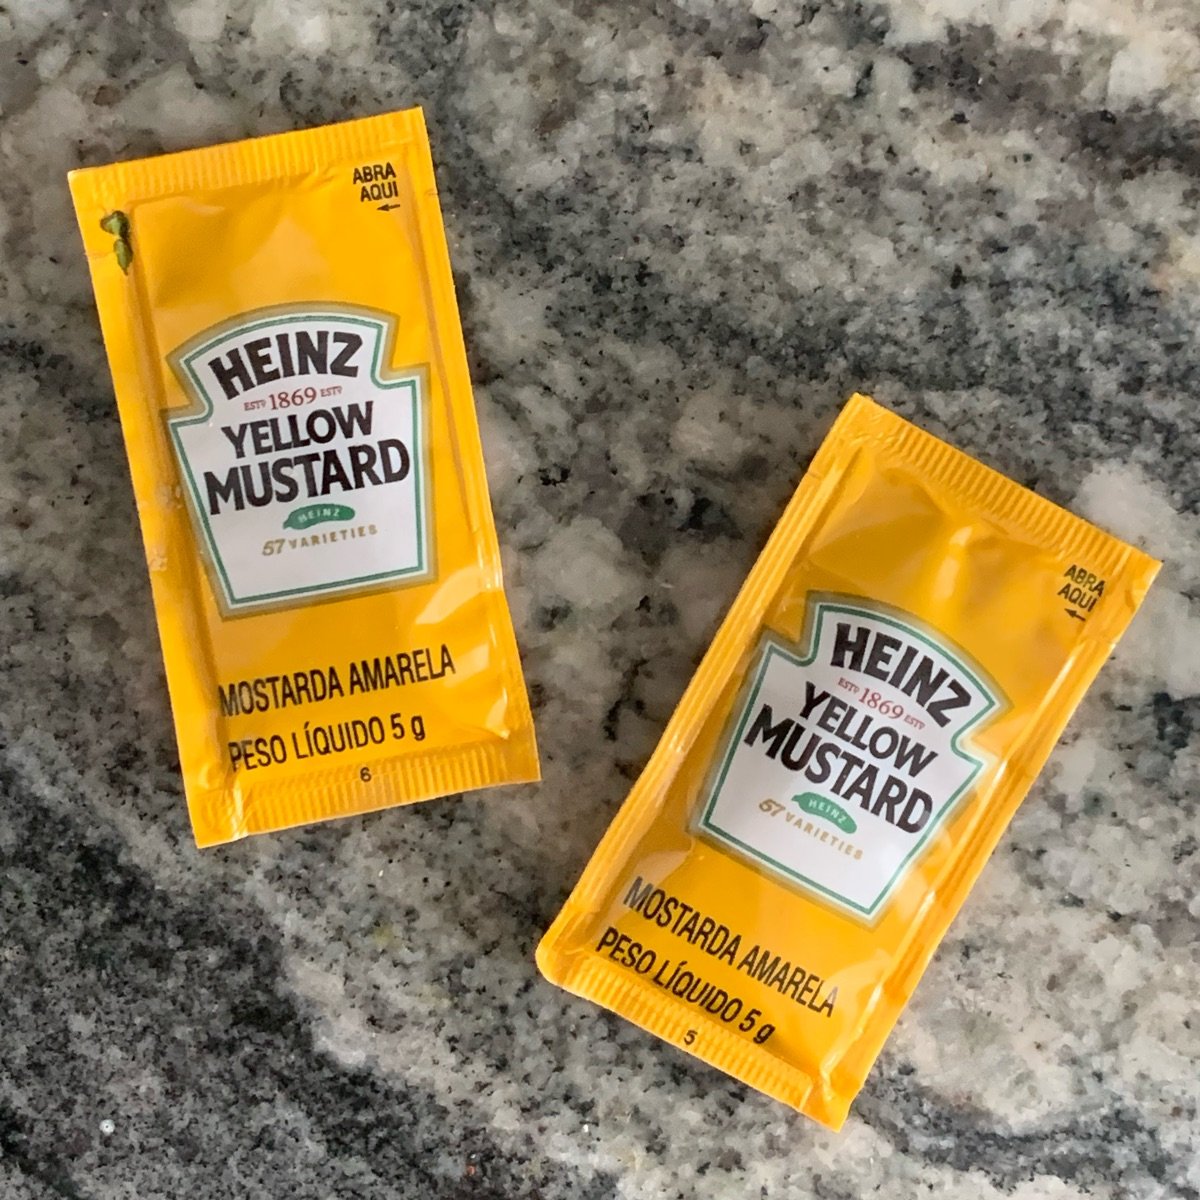 ABRA
AQUI
HEINZ
ESTD 1869 ESTD
YELLOW
MUSTARD
HEINZ
57 VARIETIES
MOSTARDA AMARELA
PESO LÍQUIDO 5 g
6
ABRA
AQUI
HEINZ
ESTD 1869 ESTD
YELLOW
MUSTARD
HEINZ
57 VARIETIES
MOSTARDA AMARELA
PESO LÍQUIDO 5 g
5